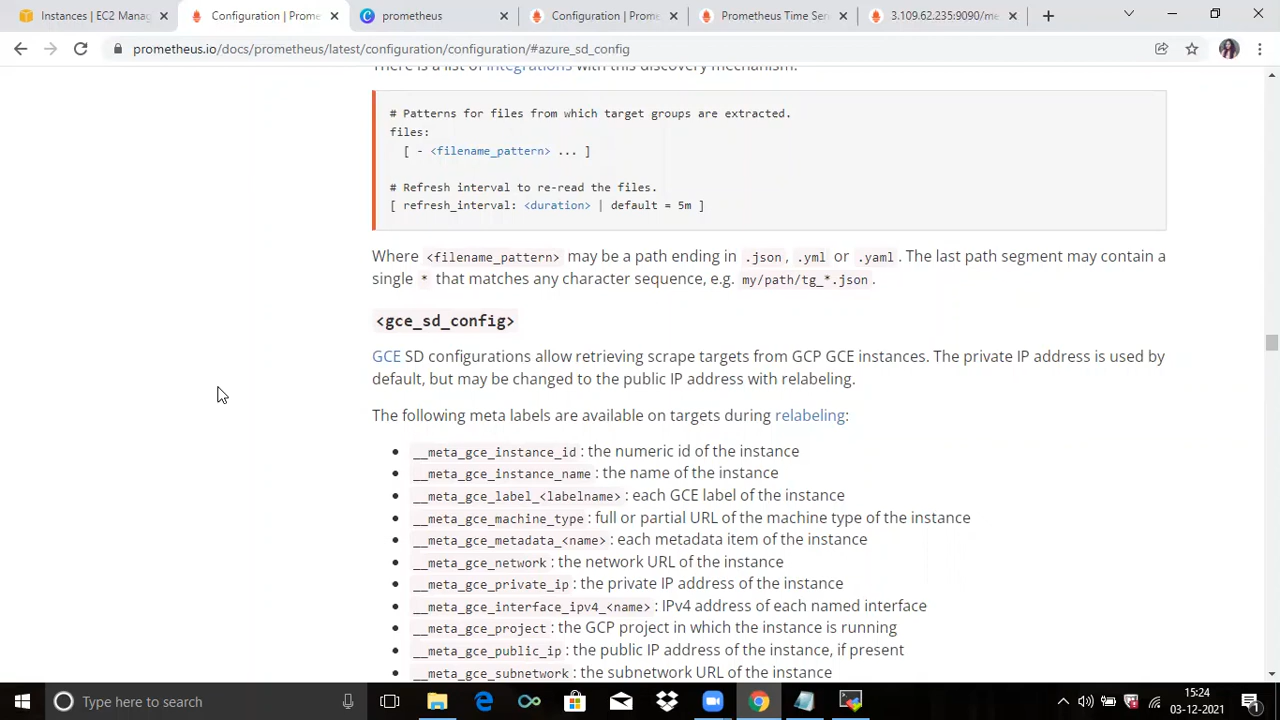 Instances | EC2 Manag
Configuration | Prome
prometheus
Configuration | Prom
Prometheus Time Seri
3.109.62.235:9090/me
prometheus.io/docs/prometheus/latest/configuration/configuration/#azure_sd_config
There is a list of integrations with this discovery mechanism.
# Patterns for files from which target groups are extracted.
files:
[ - <filename_pattern> ... ]
# Refresh interval to re-read the files.
[ refresh_interval: <duration> | default = 5m ]
Where <filename_pattern> may be a path ending in .json, .yml or .yaml. The last path segment may contain a
single * that matches any character sequence, e.g. my/path/tg_*.json.
<gce_sd_config>
GCE SD configurations allow retrieving scrape targets from GCP GCE instances. The private IP address is used by
default, but may be changed to the public IP address with relabeling.
The following meta labels are available on targets during relabeling:
• __meta_gce_instance_id: the numeric id of the instance
• __meta_gce_instance_name: the name of the instance
• __meta_gce_label_<labelname>: each GCE label of the instance
• __meta_gce_machine_type: full or partial URL of the machine type of the instance
• __meta_gce_metadata_<name>: each metadata item of the instance
• __meta_gce_network: the network URL of the instance
• __meta_gce_private_ip: the private IP address of the instance
• __meta_gce_interface_ipv4_<name>: IPv4 address of each named interface
• __meta_gce_project: the GCP project in which the instance is running
• __meta_gce_public_ip: the public IP address of the instance, if present
• __meta_gce_subnetwork: the subnetwork URL of the instance
Type here to search
15:24
03-12-2021
1